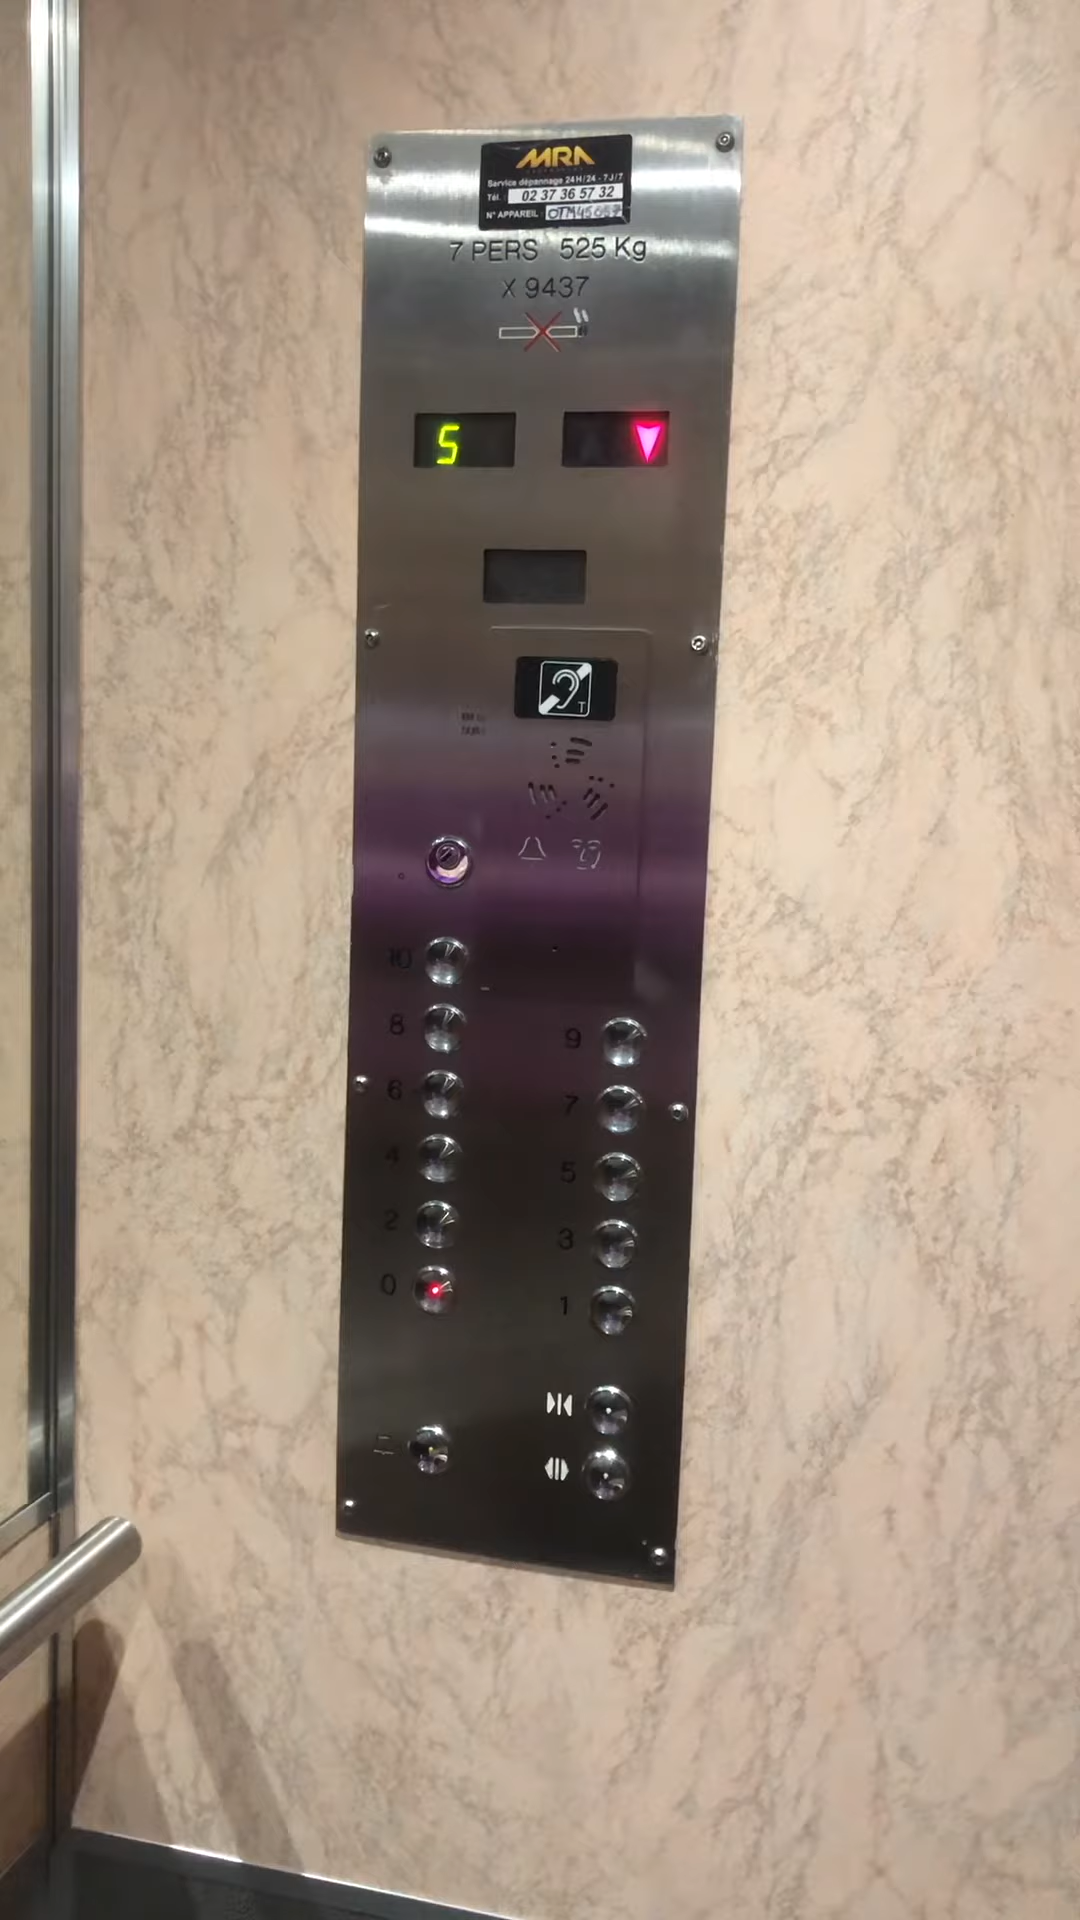 MRA
Service dépannage 24H/24 - 7J/7
Tél. : 02 37 36 57 32
N° APPAREIL :
7 PERS 525 Kg
X 9437
5
T
10
8 9
6 7
4 5
2 3
0 1